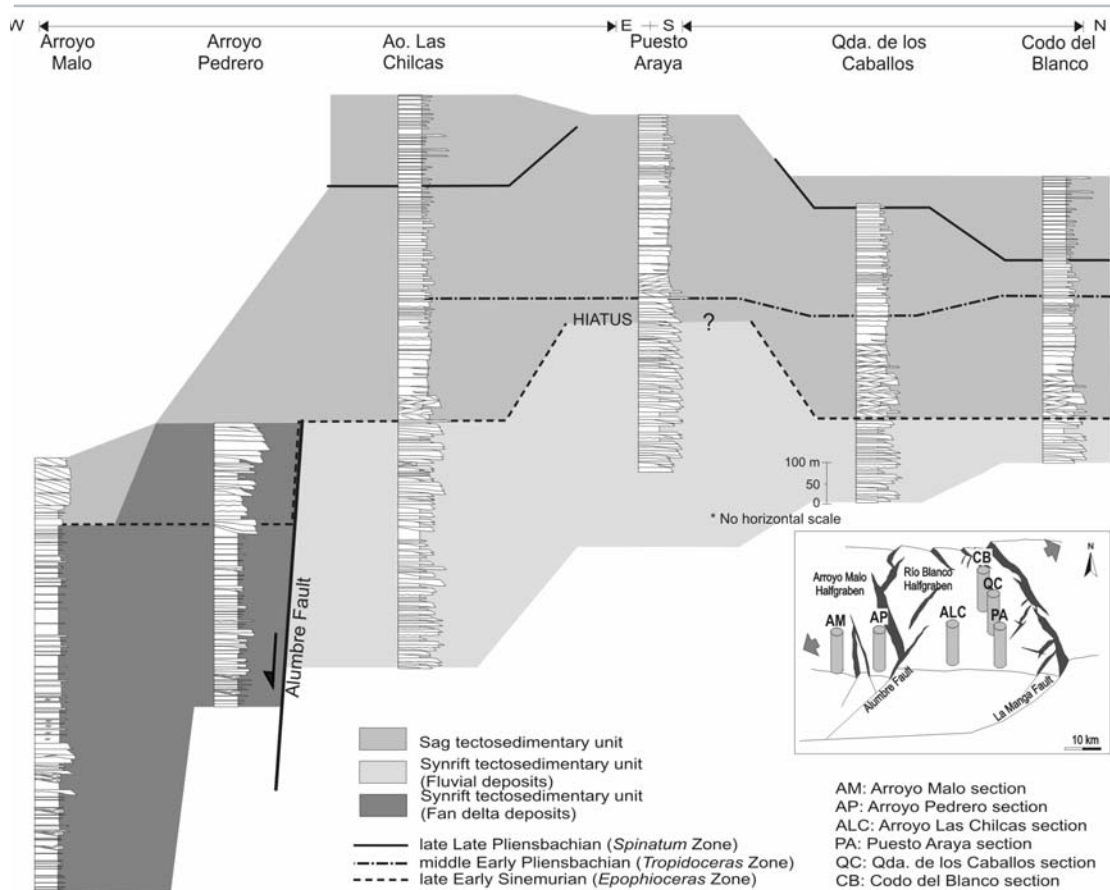 W E S N
Arroyo Malo
Arroyo Pedrero
Ao. Las Chilcas
Puesto Araya
Qda. de los Caballos
Codo del Blanco
HIATUS
?
100 m
50
0
* No horizontal scale
Alumbre Fault
N
Arroyo Malo Halfgraben
Río Blanco Halfgraben
CB
QC
AM
AP
ALC
PA
Alumbre Fault
La Manga Fault
10 km
Sag tectosedimentary unit
Synrift tectosedimentary unit
(Fluvial deposits)
Synrift tectosedimentary unit
(Fan delta deposits)
late Late Pliensbachian (Spinatum Zone)
middle Early Pliensbachian (Tropidoceras Zone)
late Early Sinemurian (Epophioceras Zone)
AM: Arroyo Malo section
AP: Arroyo Pedrero section
ALC: Arroyo Las Chilcas section
PA: Puesto Araya section
QC: Qda. de los Caballos section
CB: Codo del Blanco section